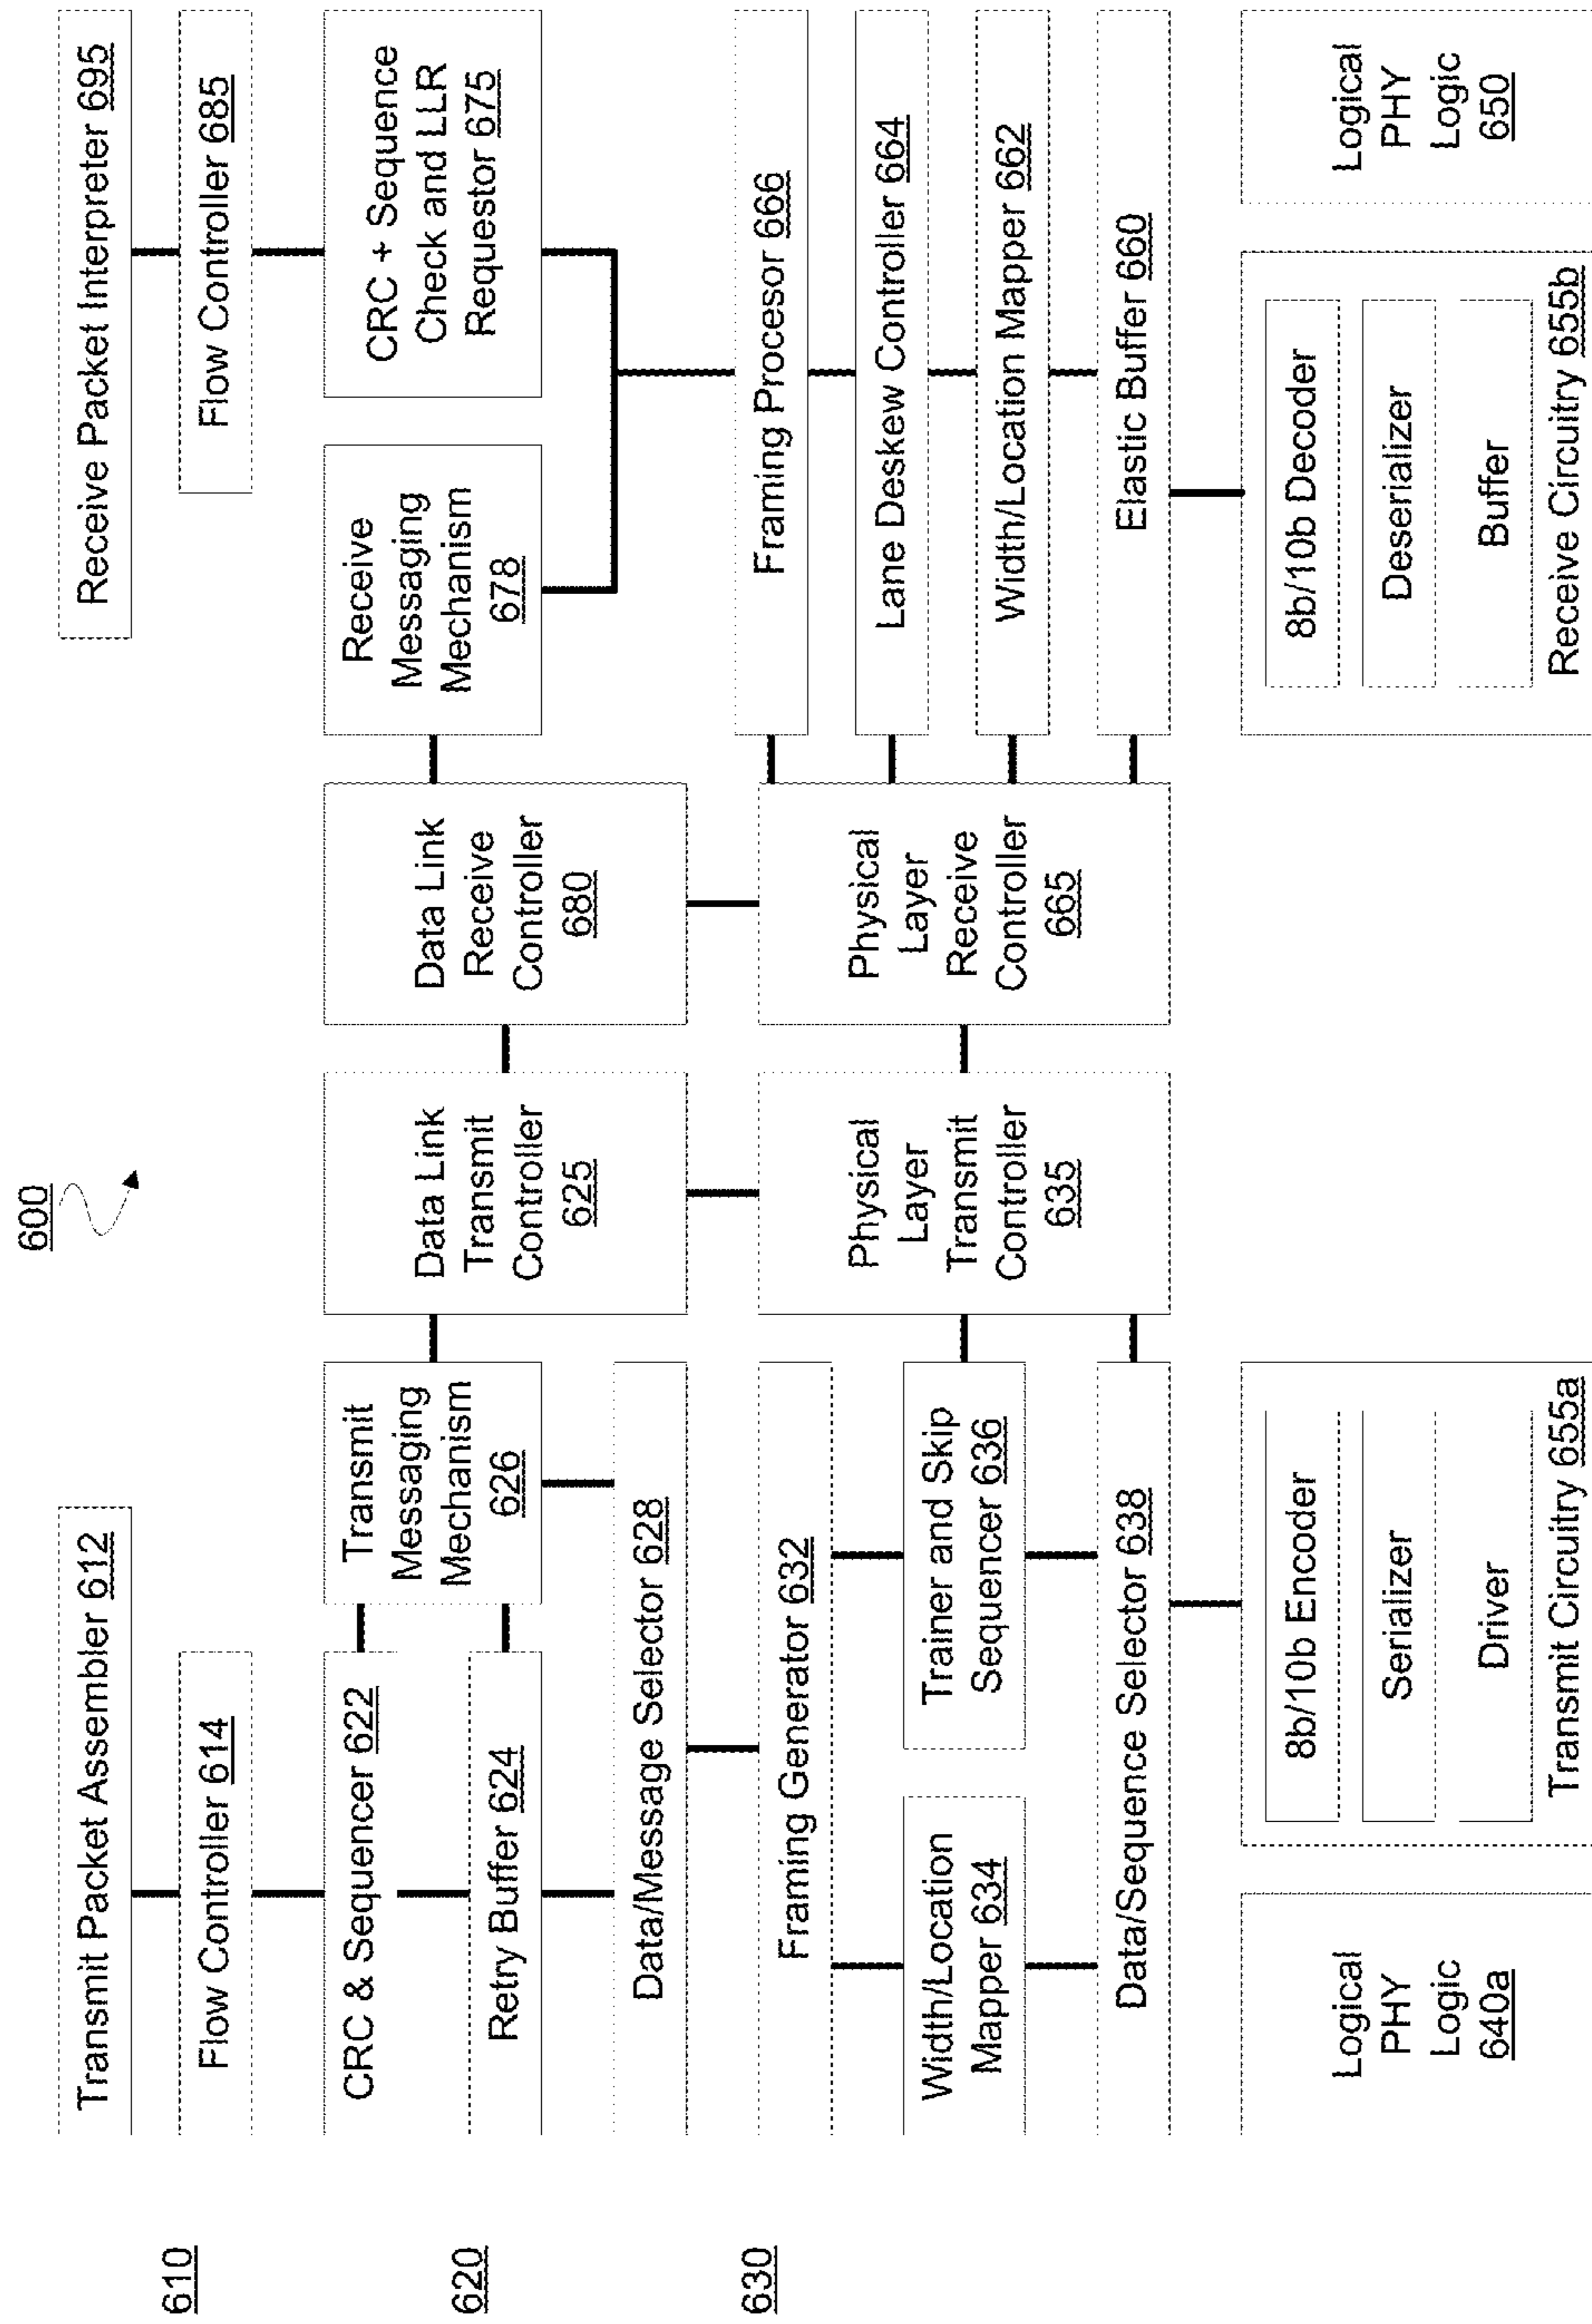 600
610
620
630
Transmit Packet Assembler 612
Flow Controller 614
CRC & Sequencer 622
Retry Buffer 624
Transmit
Messaging
Mechanism
626
Data/Message Selector 628
Framing Generator 632
Width/Location
Mapper 634
Trainer and Skip
Sequencer 636
Data/Sequence Selector 638
Logical
PHY
Logic
640a
8b/10b Encoder
Serializer
Driver
Transmit Circuitry 655a
Data Link
Transmit
Controller
625
Physical
Layer
Transmit
Controller
635
Data Link
Receive
Controller
680
Physical
Layer
Receive
Controller
665
Receive Packet Interpreter 695
Flow Controller 685
Receive
Messaging
Mechanism
678
CRC + Sequence
Check and LLR
Requestor 675
Framing Procesor 666
Lane Deskew Controller 664
Width/Location Mapper 662
Elastic Buffer 660
8b/10b Decoder
Deserializer
Buffer
Receive Circuitry 655b
Logical
PHY
Logic
650